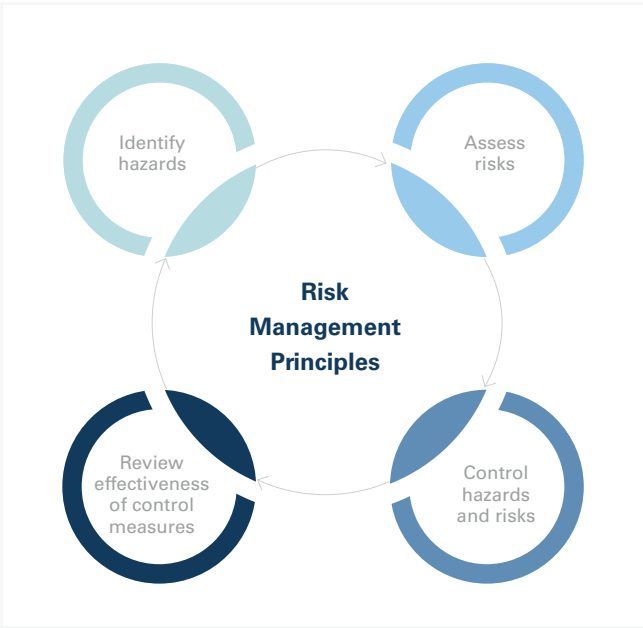 Identify
hazards
Assess
risks
Risk
Management
Principles
Review
effectiveness
of control
measures
Control
hazards
and risks